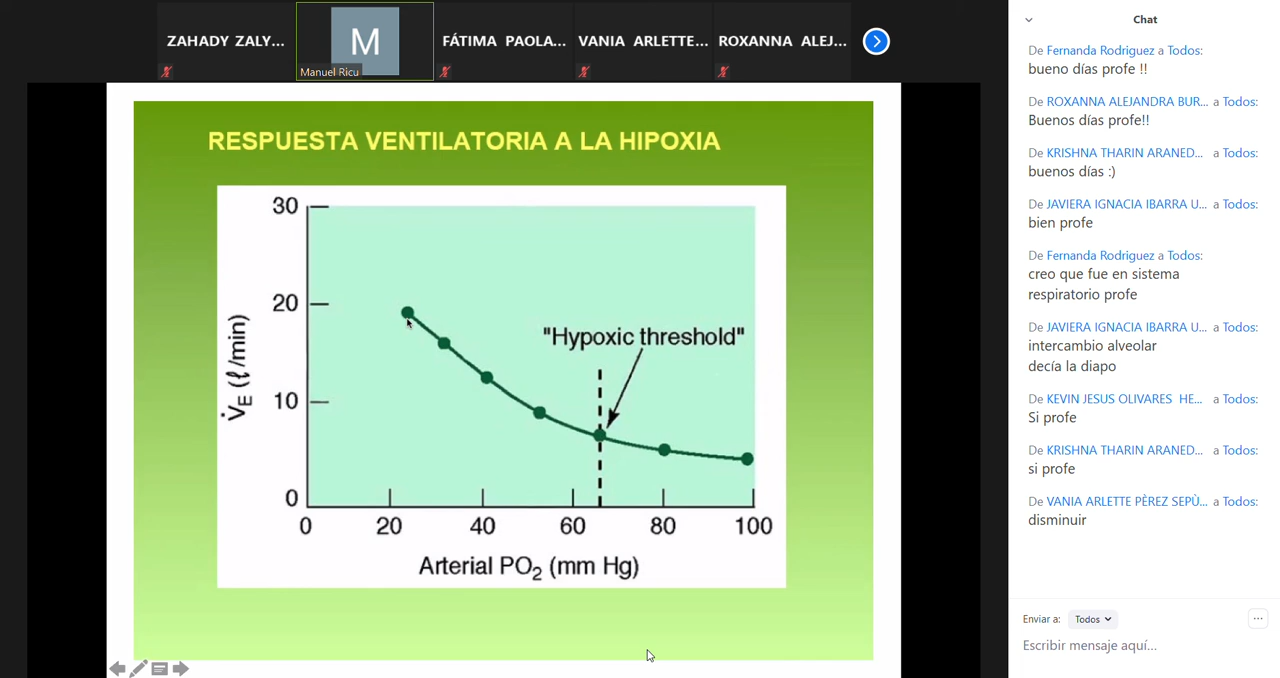 ZAHADY ZALY...
M
Manuel Ricu
FÁTIMA PAOLA...
VANIA ARLETTE...
ROXANNA ALEJ...
RESPUESTA VENTILATORIA A LA HIPOXIA
30
20
10
0
V̇E (ℓ/min)
"Hypoxic threshold"
0 20 40 60 80 100
Arterial PO₂ (mm Hg)
Chat
De Fernanda Rodriguez a Todos:
bueno días profe !!
De ROXANNA ALEJANDRA BUR... a Todos:
Buenos días profe!!
De KRISHNA THARIN ARANED... a Todos:
buenos días :)
De JAVIERA IGNACIA IBARRA U... a Todos:
bien profe
De Fernanda Rodriguez a Todos:
creo que fue en sistema
respiratorio profe
De JAVIERA IGNACIA IBARRA U... a Todos:
intercambio alveolar
decía la diapo
De KEVIN JESUS OLIVARES HE... a Todos:
Si profe
De KRISHNA THARIN ARANED... a Todos:
si profe
De VANIA ARLETTE PÈREZ SEPÙ... a Todos:
disminuir
Enviar a: Todos
Escribir mensaje aquí...